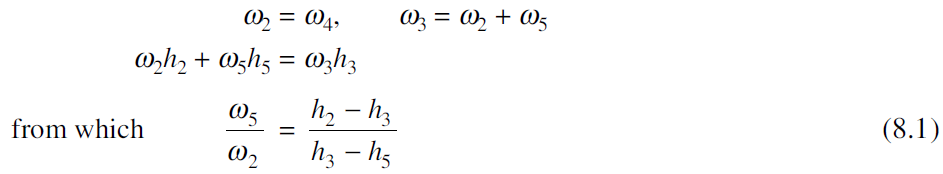 ω₂ = ω₄, ω₃ = ω₂ + ω₅
ω₂h₂ + ω₅h₅ = ω₃h₃
from which ω₅/ω₂ = (h₂ − h₃)/(h₃ − h₅) (8.1)